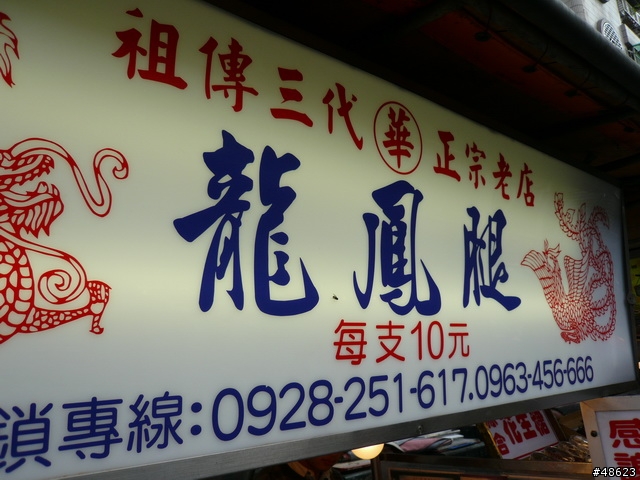 祖傳三代 華 正宗老店
龍鳳腿
每支10元
鎖專線:0928-251-617.0963-456-666
#48623